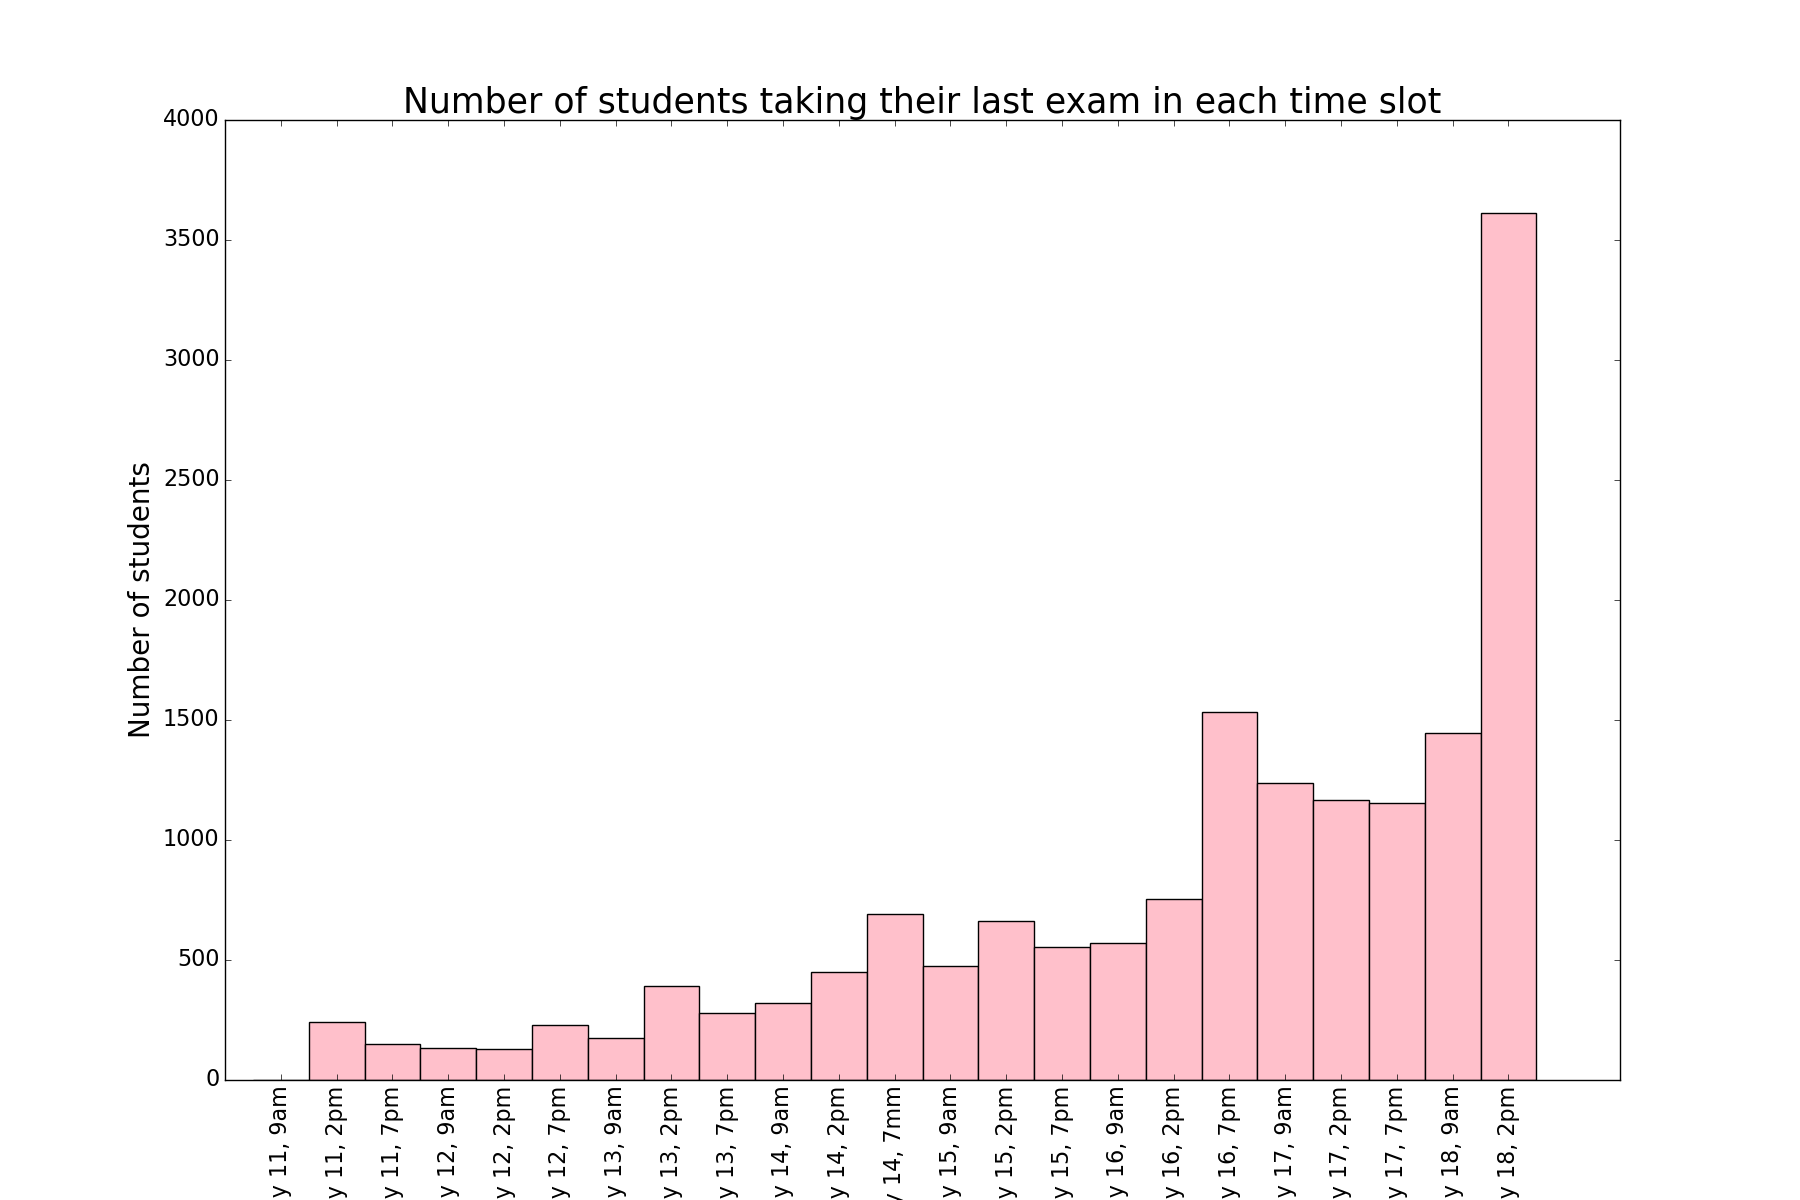 Number of students taking their last exam in each time slot
Number of students
4000
3500
3000
2500
2000
1500
1000
500
0
y 11, 9am
y 11, 2pm
y 11, 7pm
y 12, 9am
y 12, 2pm
y 12, 7pm
y 13, 9am
y 13, 2pm
y 13, 7pm
y 14, 9am
y 14, 2pm
y 14, 7mm
y 15, 9am
y 15, 2pm
y 15, 7pm
y 16, 9am
y 16, 2pm
y 16, 7pm
y 17, 9am
y 17, 2pm
y 17, 7pm
y 18, 9am
y 18, 2pm